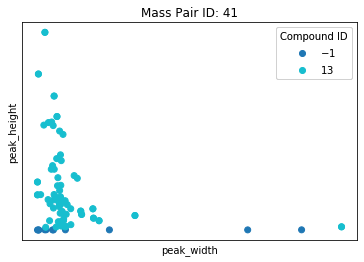 Mass Pair ID: 41
Compound ID
−1
13
peak_height
peak_width